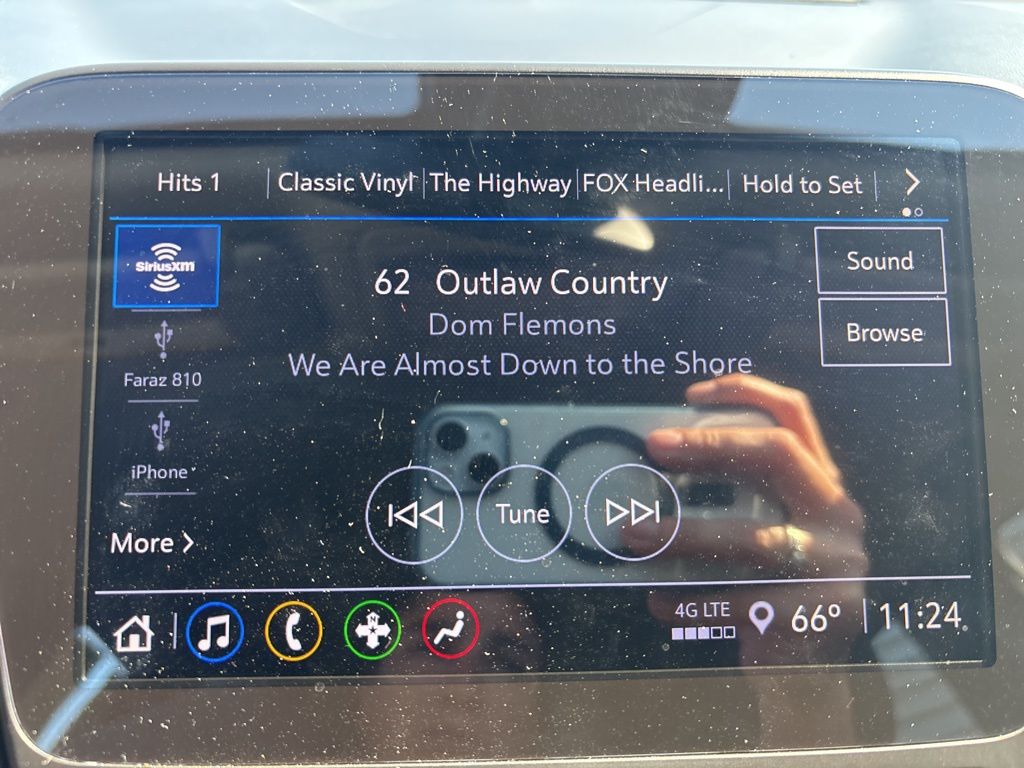 Hits 1
Classic Vinyl
The Highway
FOX Headli...
Hold to Set
SiriusXM
62 Outlaw Country
Dom Flemons
We Are Almost Down to the Shore
Sound
Browse
Faraz 810
iPhone
More
Tune
N
4G LTE
66°
11:24